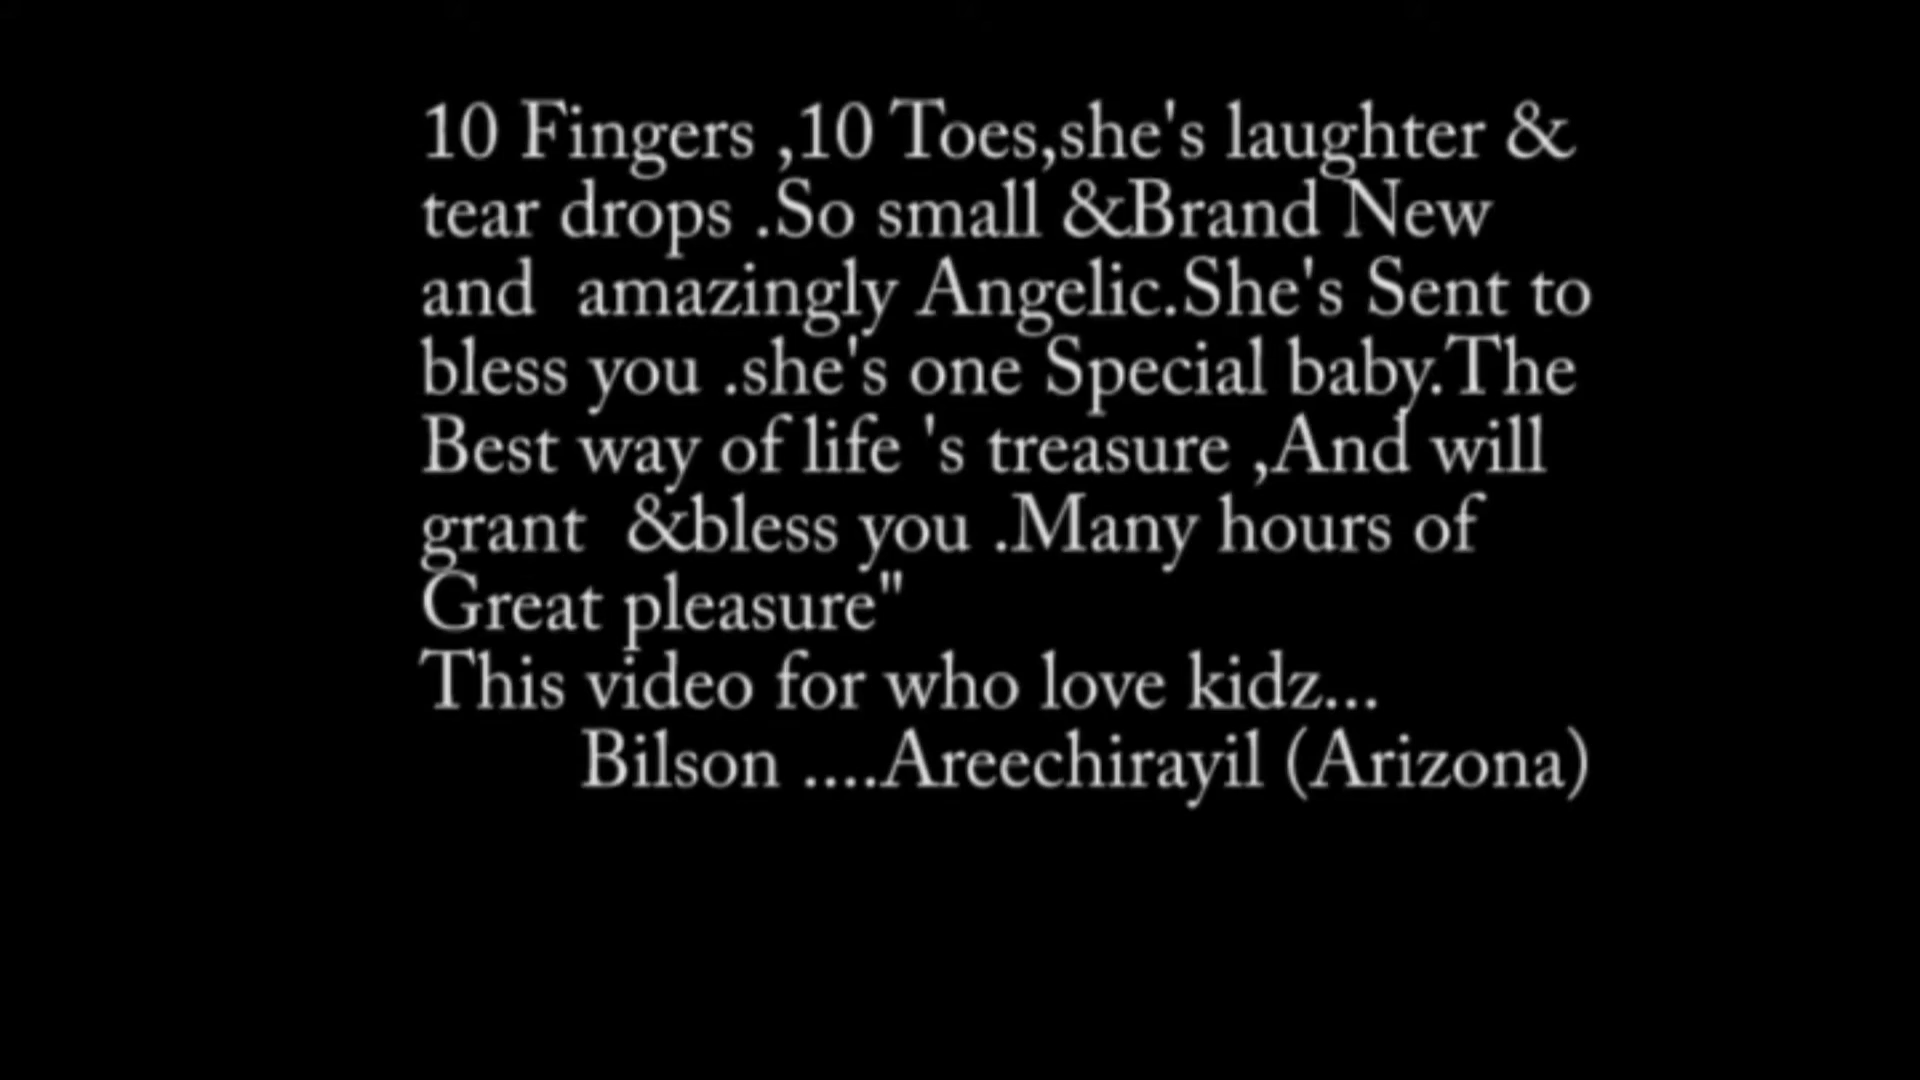 10 Fingers ,10 Toes,she's laughter &
tear drops .So small &Brand New
and  amazingly Angelic.She's Sent to
bless you .she's one Special baby.The
Best way of life 's treasure ,And will
grant  &bless you .Many hours of
Great pleasure"
This video for who love kidz...
Bilson ....Areechirayil (Arizona)